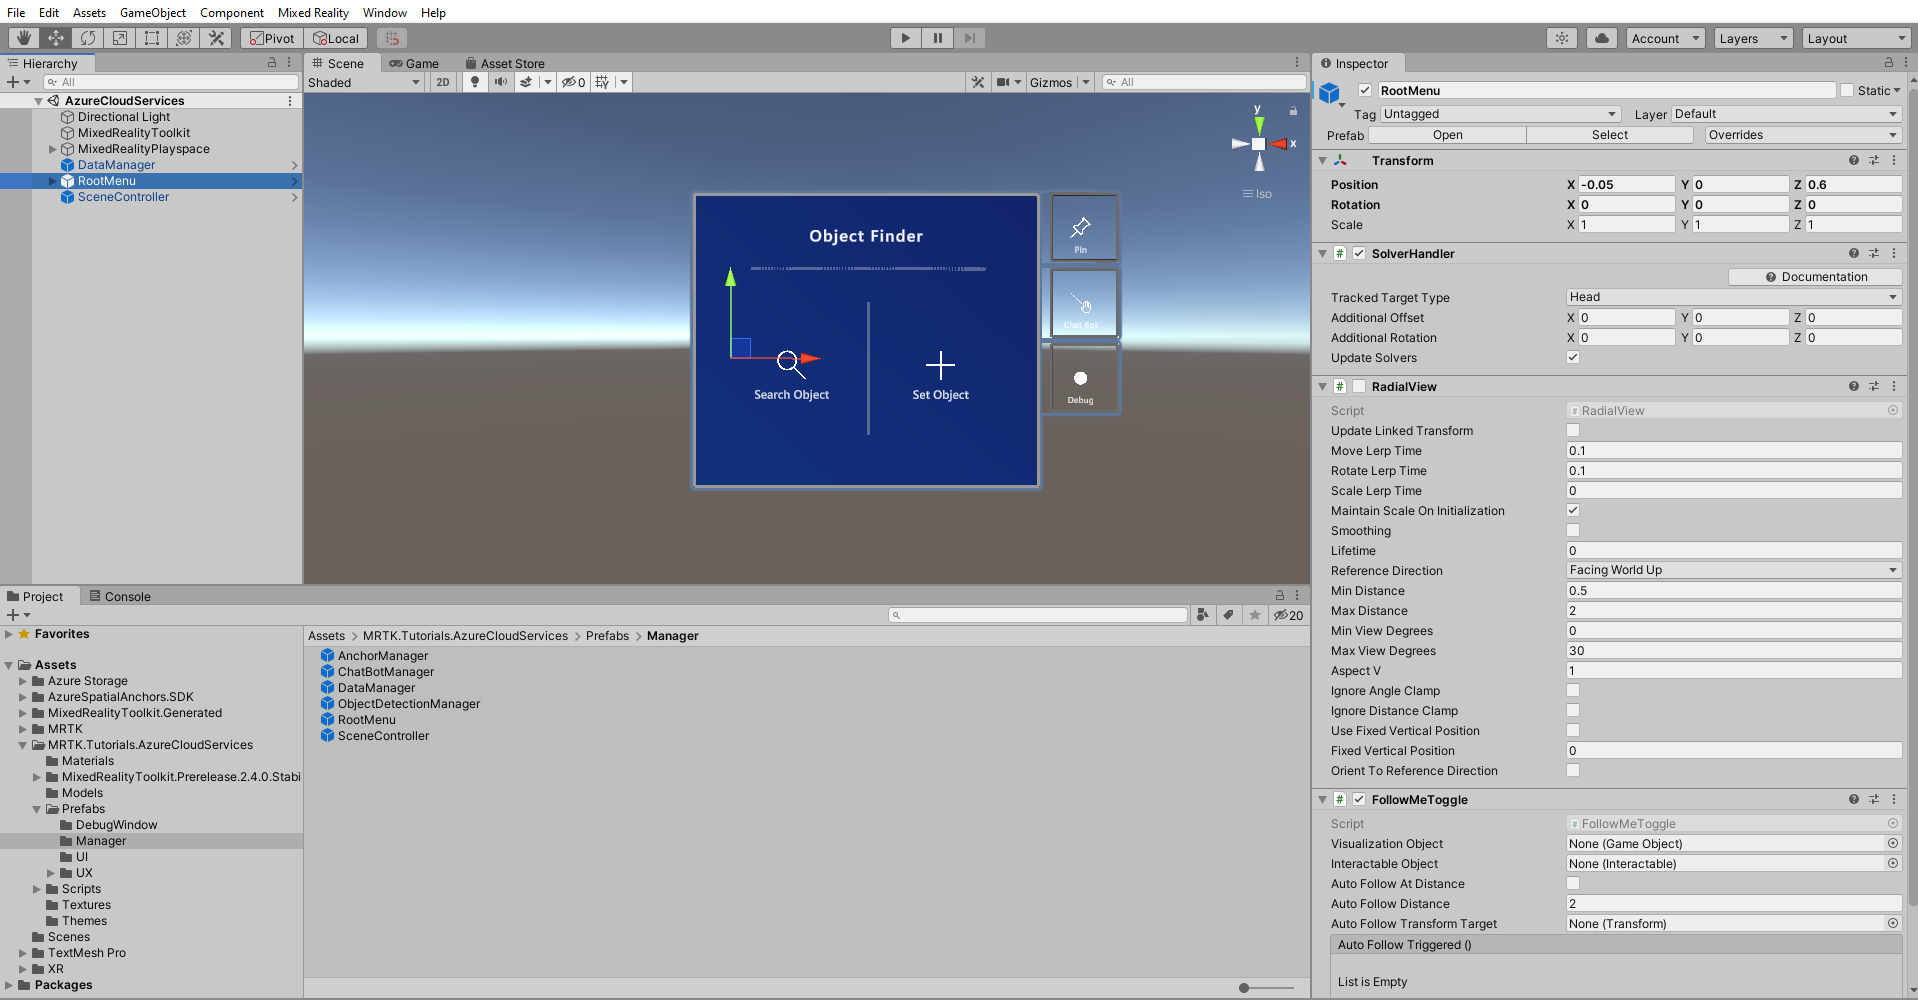 File Edit Assets GameObject Component Mixed Reality Window Help
Pivot Local Account Layers Layout
Hierarchy
All
AzureCloudServices
Directional Light
MixedRealityToolkit
MixedRealityPlayspace
DataManager
RootMenu
SceneController
Scene Game Asset Store
Shaded 2D 0 Gizmos All
y
x
Iso
Object Finder
Search Object
Set Object
Pin
Chat Bot
Debug
Inspector
RootMenu Static
Tag Untagged Layer Default
Prefab Open Select Overrides
Transform
Position X -0.05 Y 0 Z 0.6
Rotation X 0 Y 0 Z 0
Scale X 1 Y 1 Z 1
# SolverHandler
Documentation
Tracked Target Type Head
Additional Offset X 0 Y 0 Z 0
Additional Rotation X 0 Y 0 Z 0
Update Solvers
# RadialView
Script # RadialView
Update Linked Transform
Move Lerp Time 0.1
Rotate Lerp Time 0.1
Scale Lerp Time 0
Maintain Scale On Initialization
Smoothing
Lifetime 0
Reference Direction Facing World Up
Min Distance 0.5
Max Distance 2
Min View Degrees 0
Max View Degrees 30
Aspect V 1
Ignore Angle Clamp
Ignore Distance Clamp
Use Fixed Vertical Position
Fixed Vertical Position 0
Orient To Reference Direction
# FollowMeToggle
Script # FollowMeToggle
Visualization Object None (Game Object)
Interactable Object None (Interactable)
Auto Follow At Distance
Auto Follow Distance 2
Auto Follow Transform Target None (Transform)
Auto Follow Triggered ()
List is Empty
Project Console
20
Favorites
Assets
Azure Storage
AzureSpatialAnchors.SDK
MixedRealityToolkit.Generated
MRTK
MRTK.Tutorials.AzureCloudServices
Materials
MixedRealityToolkit.Prerelease.2.4.0.Stabi
Models
Prefabs
DebugWindow
Manager
UI
UX
Scripts
Textures
Themes
Scenes
TextMesh Pro
XR
Packages
Assets > MRTK.Tutorials.AzureCloudServices > Prefabs > Manager
AnchorManager
ChatBotManager
DataManager
ObjectDetectionManager
RootMenu
SceneController